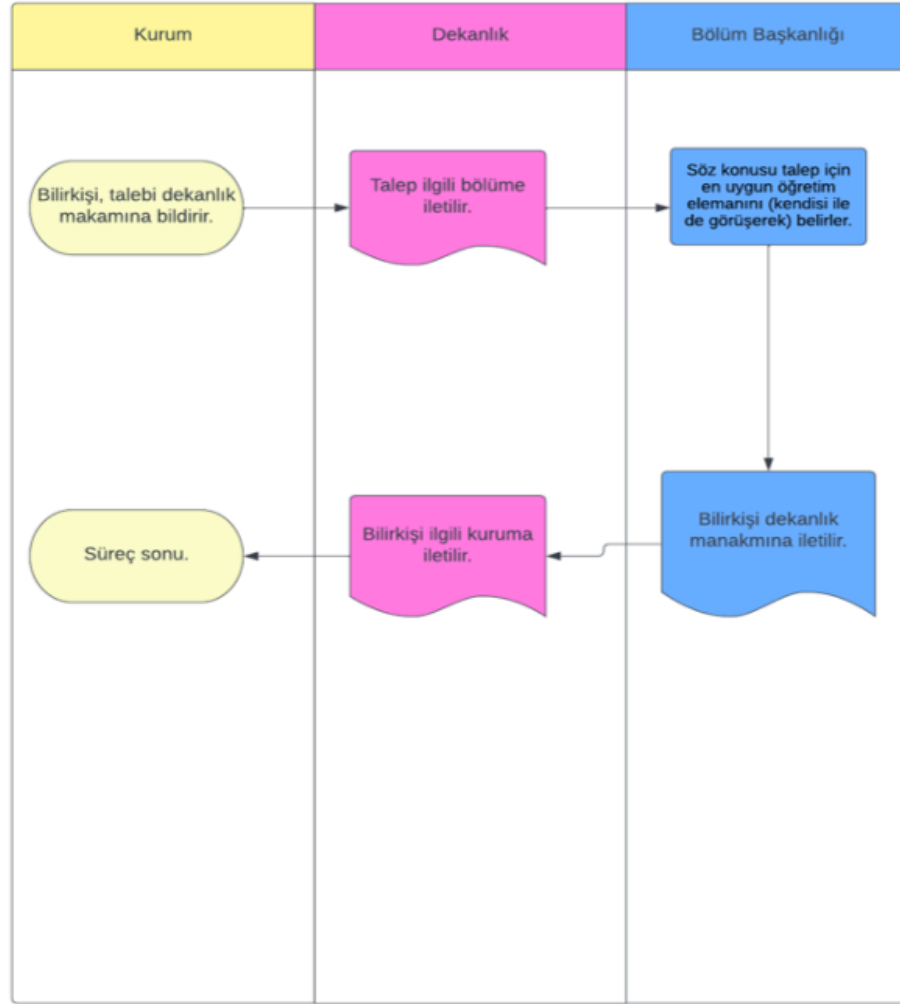 Kurum
Dekanlık
Bölüm Başkanlığı
Bilirkişi, talebi dekanlık
makamına bildirir.
Talep ilgili bölüme
iletilir.
Söz konusu talep için
en uygun öğretim
elemanını (kendisi ile
de görüşerek) belirler.
Süreç sonu.
Bilirkişi ilgili kuruma
iletilir.
Bilirkişi dekanlık
manakmına iletilir.